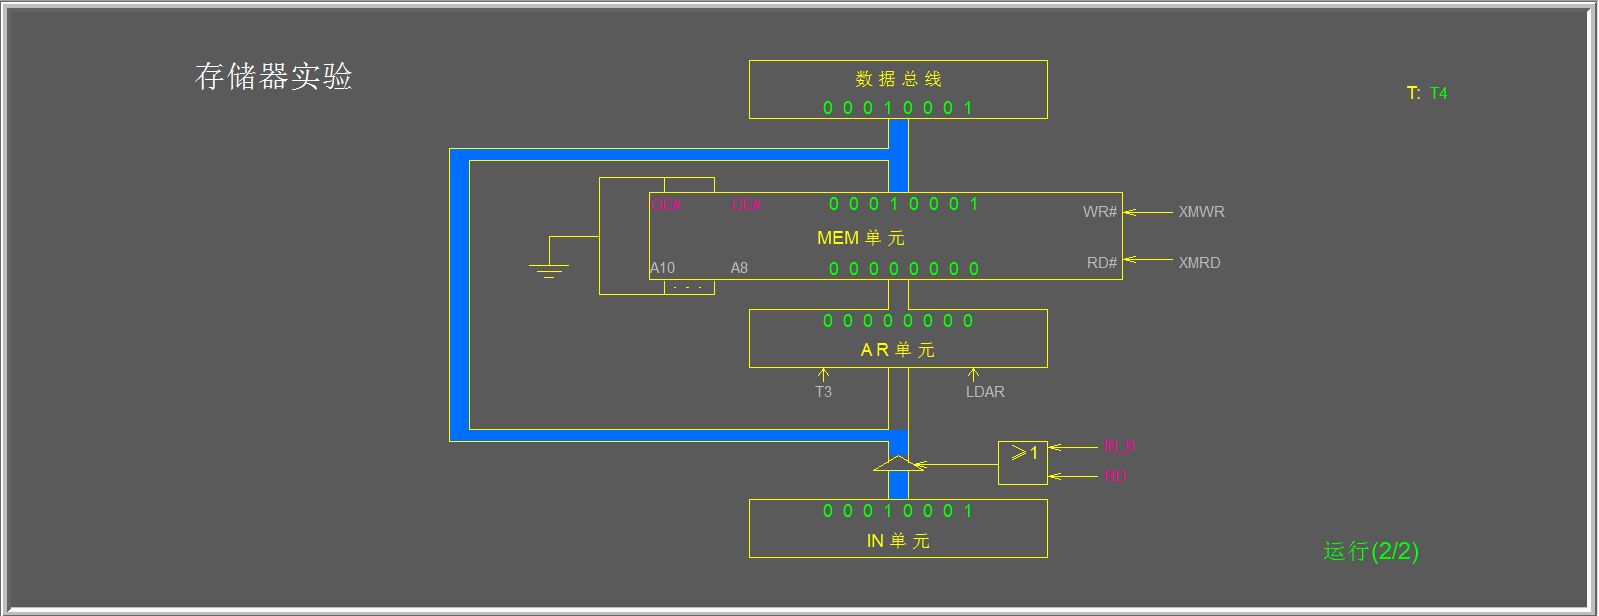 存储器实验
数据总线
0 0 0 1 0 0 0 1
T: T4
OE# CE# 0 0 0 1 0 0 0 1 WR# XMWR
MEM 单元
A10 A8 0 0 0 0 0 0 0 0 RD# XMRD
. . .
0 0 0 0 0 0 0 0
AR 单元
T3 LDAR
≥1 IN_B
RD
0 0 0 1 0 0 0 1
IN 单元
运行(2/2)